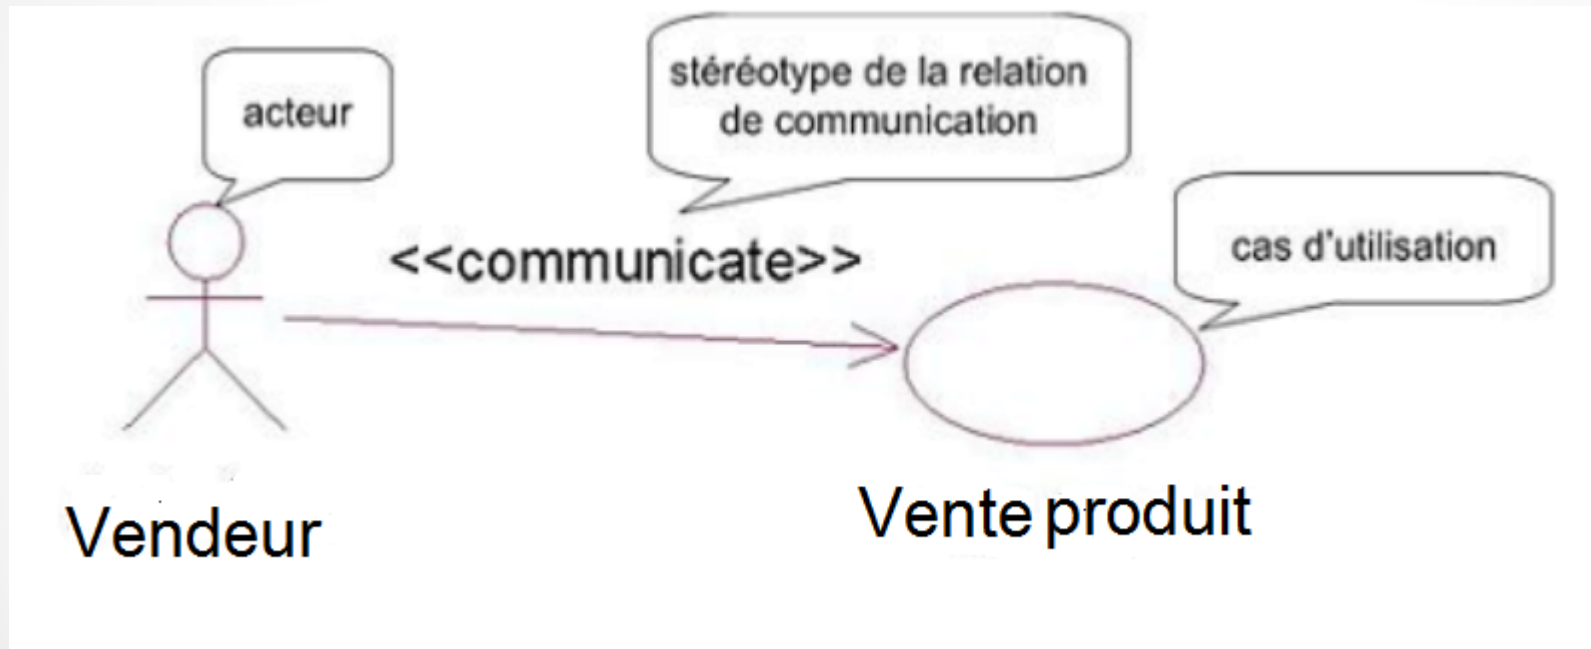 acteur
stéréotype de la relation
de communication
<<communicate>>
cas d'utilisation
Vendeur
Vente produit